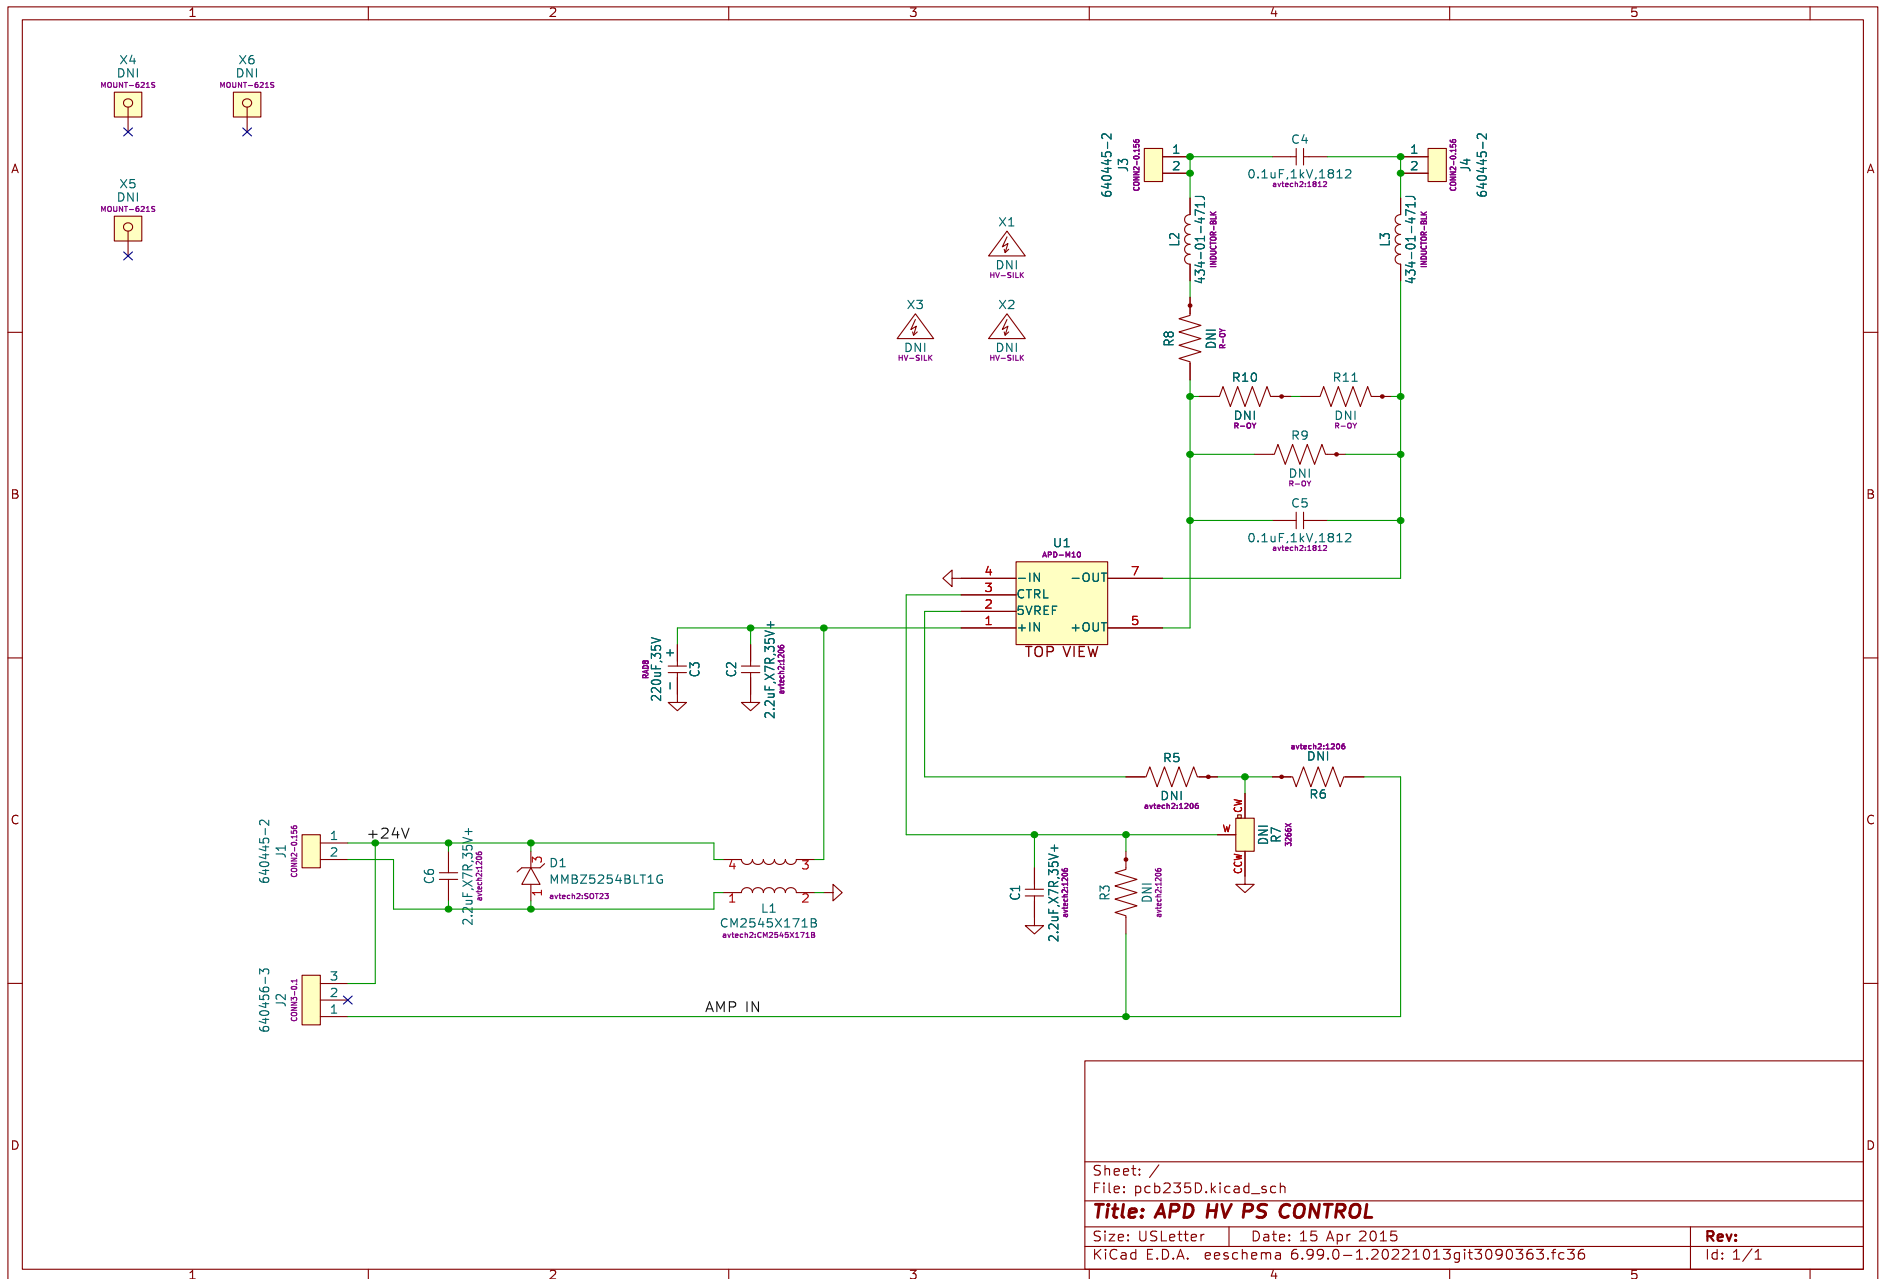 1 2 3 4 5
X4
DNI
MOUNT-621S
X6
DNI
MOUNT-621S
X5
DNI
MOUNT-621S
A
A
640445-2
J3
CONN2-0.156
1
2
C4
0.1uF,1kV,1812
avtech2:1812
1
2
CONN2-0.156
J4
640445-2
L2
434-01-471J
INDUCTOR-BLK
L3
434-01-471J
INDUCTOR-BLK
X1
DNI
HV-SILK
X3
DNI
HV-SILK
X2
DNI
HV-SILK
R8
DNI
R-OY
R10
DNI
R-OY
R11
DNI
R-OY
R9
DNI
R-OY
B
B
C5
0.1uF,1kV,1812
avtech2:1812
U1
APD-M10
4 -IN -OUT 7
3 CTRL
2 5VREF
1 +IN +OUT 5
TOP VIEW
RAD8
220uF,35V
+
-
C3
C2
2.2uF,X7R,35V+
avtech2:1206
R5
DNI
avtech2:1206
avtech2:1206
DNI
R6
C
C
CW
W
CCW
DNI
R7
3266X
640445-2
J1
CONN2-0.156
1
2
+24V
C6
2.2uF,X7R,35V+
avtech2:1206
3
1
D1
MMBZ5254BLT1G
avtech2:SOT23
4 3
1 2
L1
CM2545X171B
avtech2:CM2545X171B
C1
2.2uF,X7R,35V+
avtech2:1206
R3
DNI
avtech2:1206
640456-3
J2
CONN3-0.1
3
2
1
AMP IN
D
D
Sheet: /
File: pcb235D.kicad_sch
Title: APD HV PS CONTROL
Size: USLetter Date: 15 Apr 2015 Rev:
KiCad E.D.A. eeschema 6.99.0-1.20221013git3090363.fc36 Id: 1/1
1 2 3 4 5